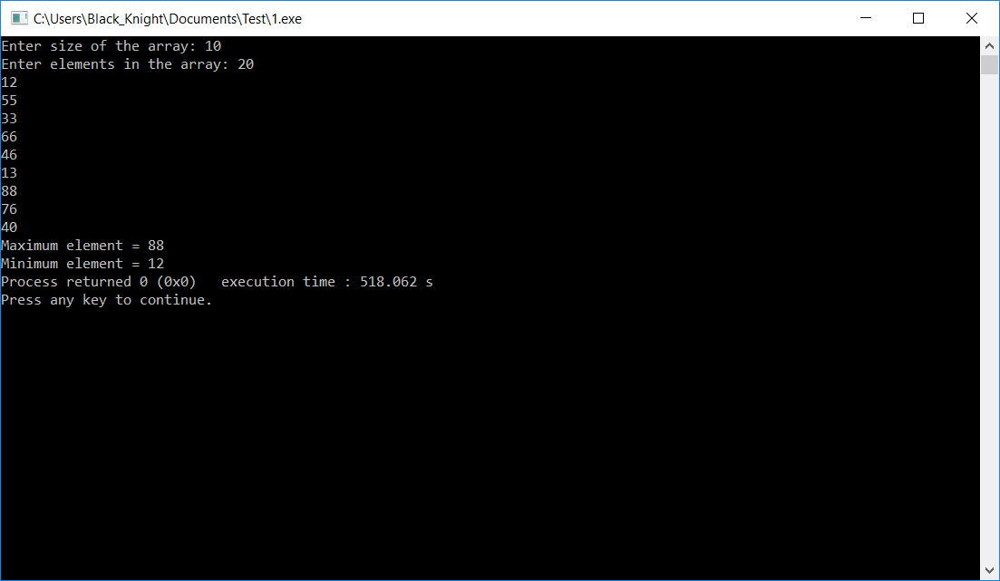 C:\Users\Black_Knight\Documents\Test\1.exe
Enter size of the array: 10
Enter elements in the array: 20
12
55
33
66
46
13
88
76
40
Maximum element = 88
Minimum element = 12
Process returned 0 (0x0)   execution time : 518.062 s
Press any key to continue.